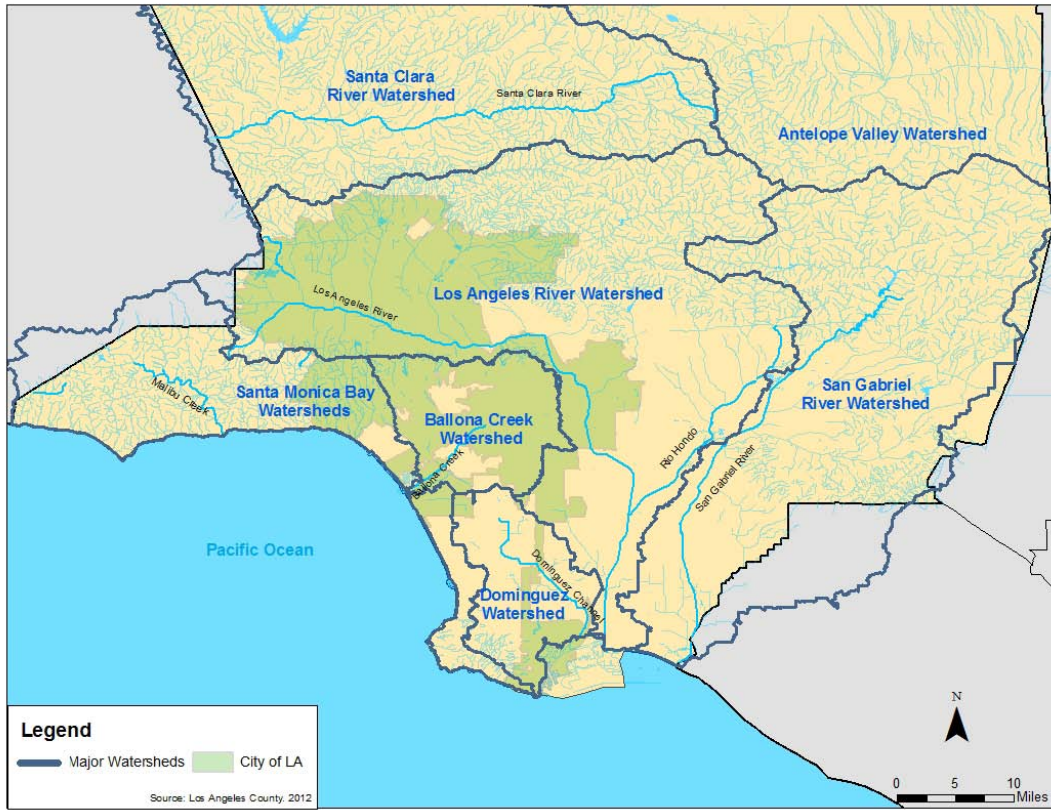 Santa Clara
River Watershed
Santa Clara River
Antelope Valley Watershed
Los Angeles River
Los Angeles River Watershed
Malibu Creek
Santa Monica Bay
Watersheds
Ballona Creek
Watershed
San Gabriel
River Watershed
Rio Hondo
Ballona Creek
San Gabriel River
Pacific Ocean
Dominguez Channel
Dominguez
Watershed
Legend
Major Watersheds
City of LA
Source: Los Angeles County. 2012
N
0 5 10
Miles